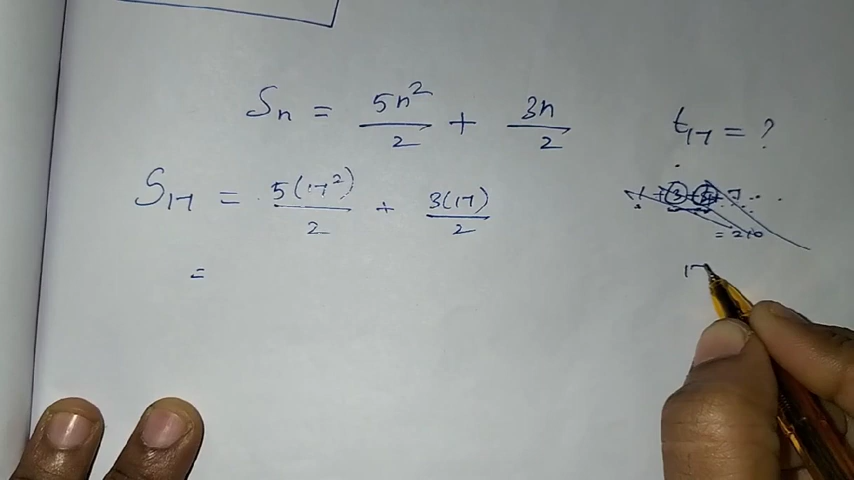 Sₙ = 5n²/2 + 3n/2
t₁₇ = ?
S₁₇ = 5(17²)/2 + 3(17)/2
= 210
=
17